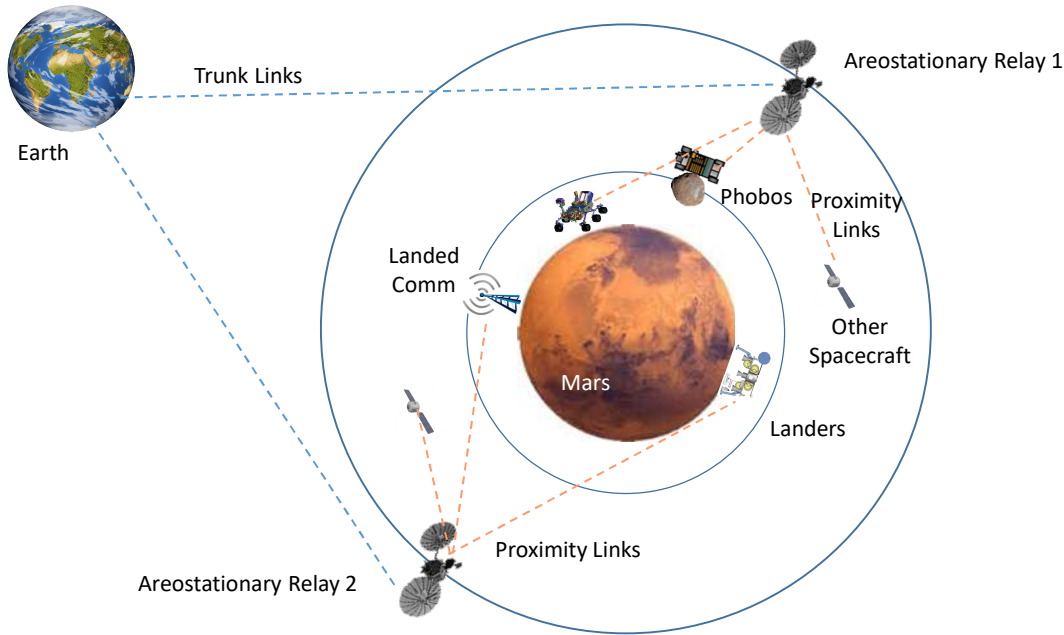 Areostationary Relay 1
Trunk Links
Earth
Phobos
Proximity
Links
Landed
Comm
Other
Spacecraft
Mars
Landers
Proximity Links
Areostationary Relay 2